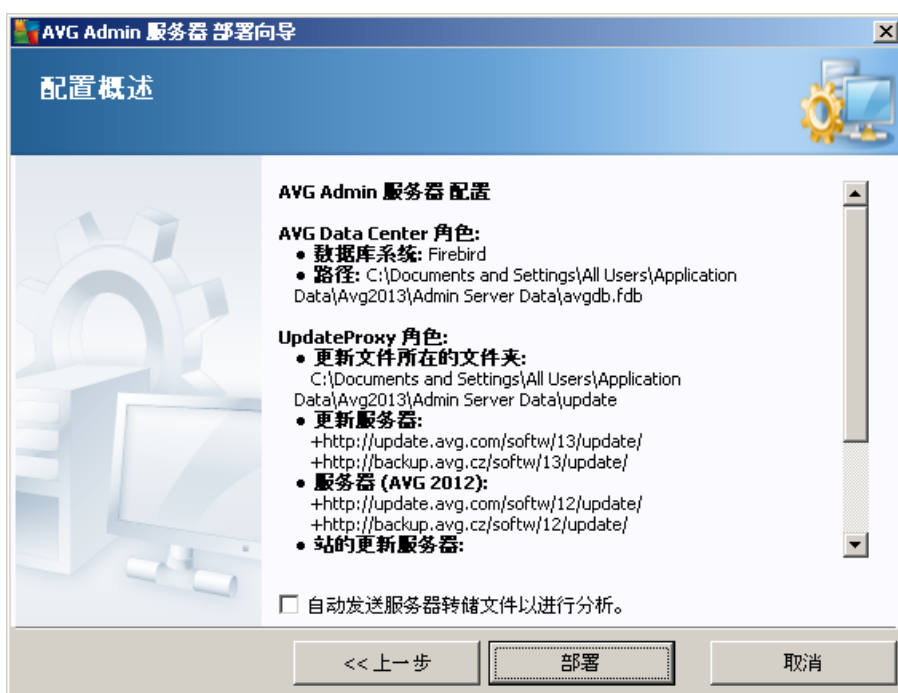 AVG Admin 服务器 部署向导
配置概述
AVG Admin 服务器 配置
AVG Data Center 角色:
● 数据库系统: Firebird
● 路径: C:\Documents and Settings\All Users\Application
Data\Avg2013\Admin Server Data\avgdb.fdb
UpdateProxy 角色:
● 更新文件所在的文件夹:
C:\Documents and Settings\All Users\Application
Data\Avg2013\Admin Server Data\update
● 更新服务器:
+http://update.avg.com/softw/13/update/
+http://backup.avg.cz/softw/13/update/
● 服务器 (AVG 2012):
+http://update.avg.com/softw/12/update/
+http://backup.avg.cz/softw/12/update/
● 站的更新服务器:
自动发送服务器转储文件以进行分析。
<< 上一步
部署
取消